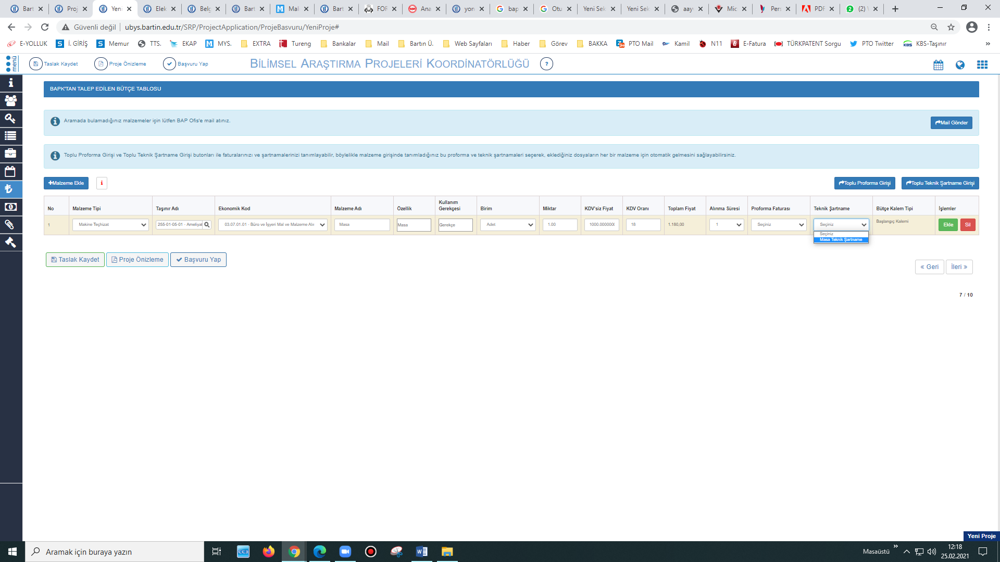 Bart
Proj
Yeni
Elek
Belg
Bart
Mal
Bart
FOR
Ana
yon
bap
Otu
Yeni Sek
Yeni Sek
aay
Mic
Pers
PDF
(2)
Güvenli değil
ubys.bartin.edu.tr/SRP/ProjectApplication/ProjeBasvuru/YeniProje#
E-YOLLUK
İ. GİRİŞ
Memur
TTS.
EKAP
MYS.
EXTRA
Tureng
Bankalar
Mail
Bartın Ü.
Web Sayfaları
Haber
Görev
BAKKA
PTO Mail
Kamil
N11
E-Fatura
TÜRKPATENT Sorgu
PTO Twitter
KBS-Taşınır
menü
Taslak Kaydet
Proje Önizleme
Başvuru Yap
BİLİMSEL ARAŞTIRMA PROJELERİ KOORDİNATÖRLÜĞÜ
?
BAPK'TAN TALEP EDİLEN BÜTÇE TABLOSU
Aramada bulamadığınız malzemeler için lütfen BAP Ofis'e mail atınız.
Mail Gönder
Toplu Proforma Girişi ve Toplu Teknik Şartname Girişi butonları ile faturalarınızı ve şartnamelerinizi tanımlayabilir, böylelikle malzeme girişinde tanımladığınız bu proforma ve teknik şartnamaleri seçerek, eklediğiniz dosyaların her bir malzeme için otomatik gelmesini sağlayabilirsiniz.
+Malzeme Ekle
Toplu Proforma Girişi
Toplu Teknik Şartname Girişi
No
Malzeme Tipi
Taşınır Adı
Ekonomik Kod
Malzeme Adı
Özellik
Kullanım Gerekçesi
Birim
Miktar
KDV'siz Fiyat
KDV Oranı
Toplam Fiyat
Alınma Süresi
Proforma Faturası
Teknik Şartname
Bütçe Kalem Tipi
İşlemler
1
Makine Teçhizat
255-01-05-01 - Ameliyat
03.07.01.01 - Büro ve İşyeri Mal ve Malzeme Alır
Masa
Masa
Gerekçe
Adet
1.00
1000.0000000
18
1.180,00
1
Seçiniz
Seçiniz
Başlangıç Kalemi
Ekle
Sil
Seçiniz
Masa Teknik Şartname
Taslak Kaydet
Proje Önizleme
Başvuru Yap
« Geri
İleri »
7 / 10
Yeni Proje
Aramak için buraya yazın
Masaüstü
12:18
25.02.2021